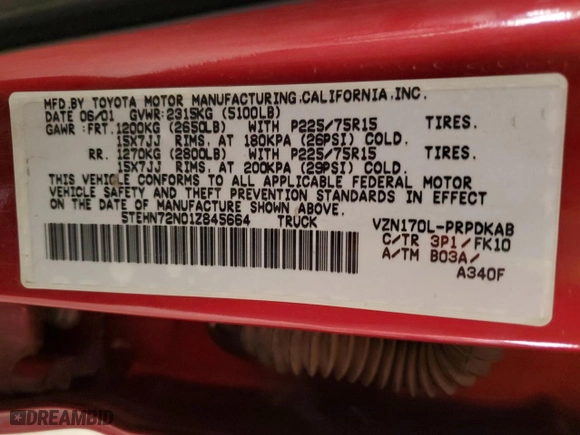 MFD.BY TOYOTA MOTOR MANUFACTURING,CALIFORNIA,INC.
DATE 06/01 GVWR:2315KG (5100LB)
GAWR:FRT.1200KG (2650LB) WITH P225/75R15 TIRES.
15X7JJ RIMS, AT 180KPA (26PSI) COLD.
RR. 1270KG (2800LB) WITH P225/75R15 TIRES.
15X7JJ RIMS, AT 200KPA (29PSI) COLD.
THIS VEHICLE CONFORMS TO ALL APPLICABLE FEDERAL MOTOR
VEHICLE SAFETY AND THEFT PREVENTION STANDARDS IN EFFECT
ON THE DATE OF MANUFACTURE SHOWN ABOVE.
5TEHN72N01Z845664 TRUCK VZN170L-PRPDKAB
C/TR 3P1/FK10
A/TM B03A/
A340F
DREAMBID